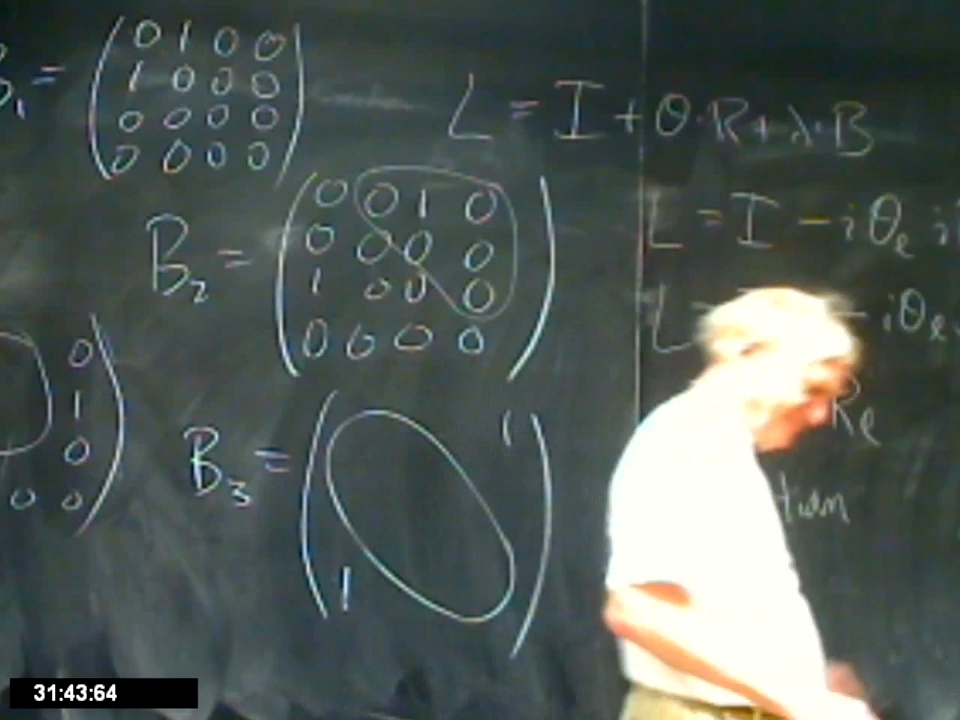 B₁ = ( 0 1 0 0
1 0 0 0
0 0 0 0
0 0 0 0 )
L = I + θ·R + λ·B
B₂ = ( 0 0 1 0
0 0 0 0
1 0 0 0
0 0 0 0 )
L = I - iθₑ i
L - iθₑ
0
1
0
0 0 )
B₃ = ( 1
1 )
Re
tian
31:43:64